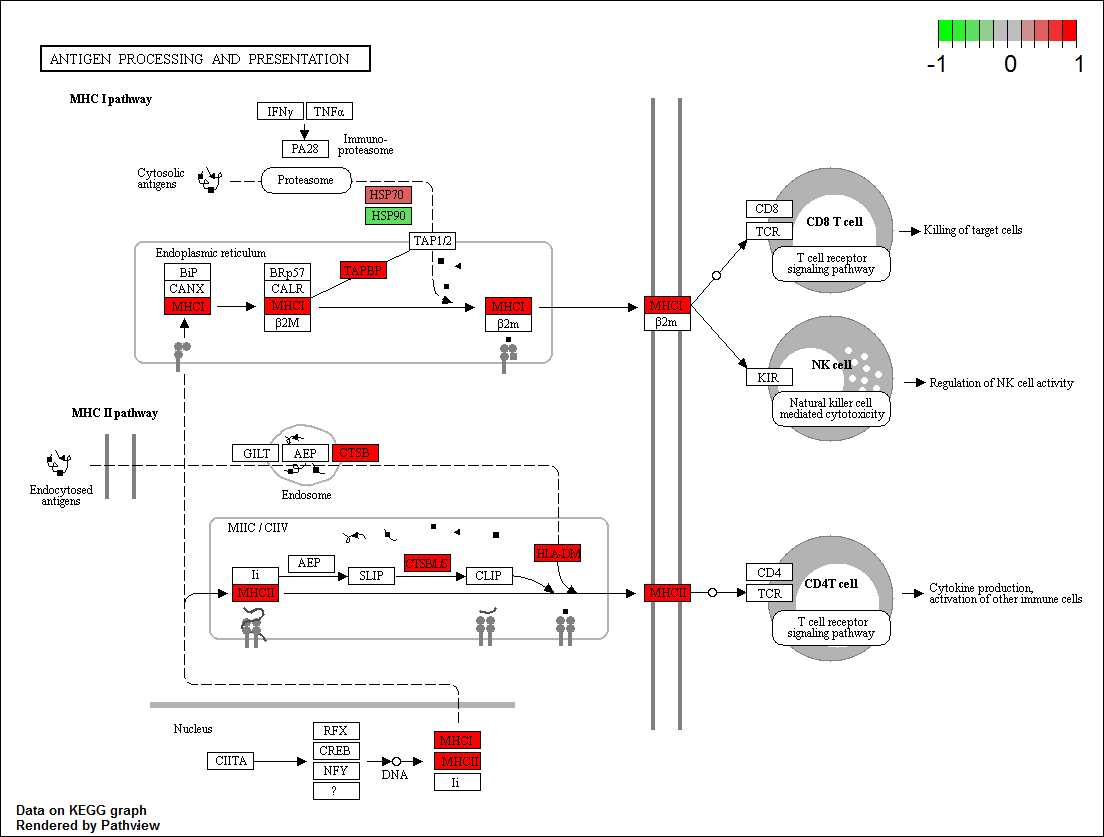 ANTIGEN PROCESSING AND PRESENTATION
-1 0 1
MHC I pathway
IFNγ TNFα
PA28
Immuno-
proteasome
Cytosolic
antigens
Proteasome
HSP70
HSP90
TAP1/2
Endoplasmic reticulum
BiP
CANX
MHCI
BRp57
CALR
MHCI
β2M
TAPBP
MHCI
β2m
MHCI
β2m
CD8
TCR
CD8 T cell
T cell receptor
signaling pathway
Killing of target cells
KIR
NK cell
Natural killer cell
mediated cytotoxicity
Regulation of NK cell activity
MHC II pathway
Endocytosed
antigens
GILT AEP CTSB
Endosome
MIIC / CIIV
Ii
MHCII
AEP
SLIP
CTSB/LS
CLIP
HLA-DM
MHCII
CD4
TCR
CD4T cell
T cell receptor
signaling pathway
Cytokine production,
activation of other immune cells
Nucleus
CIITA
RFX
CREB
NFY
?
DNA
MHCI
MHCII
Ii
Data on KEGG graph
Rendered by Pathview